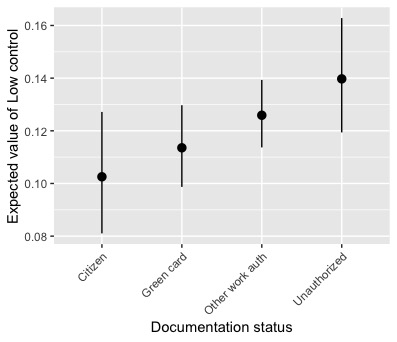 Expected value of Low control
0.16
0.14
0.12
0.10
0.08
Citizen
Green card
Other work auth
Unauthorized
Documentation status